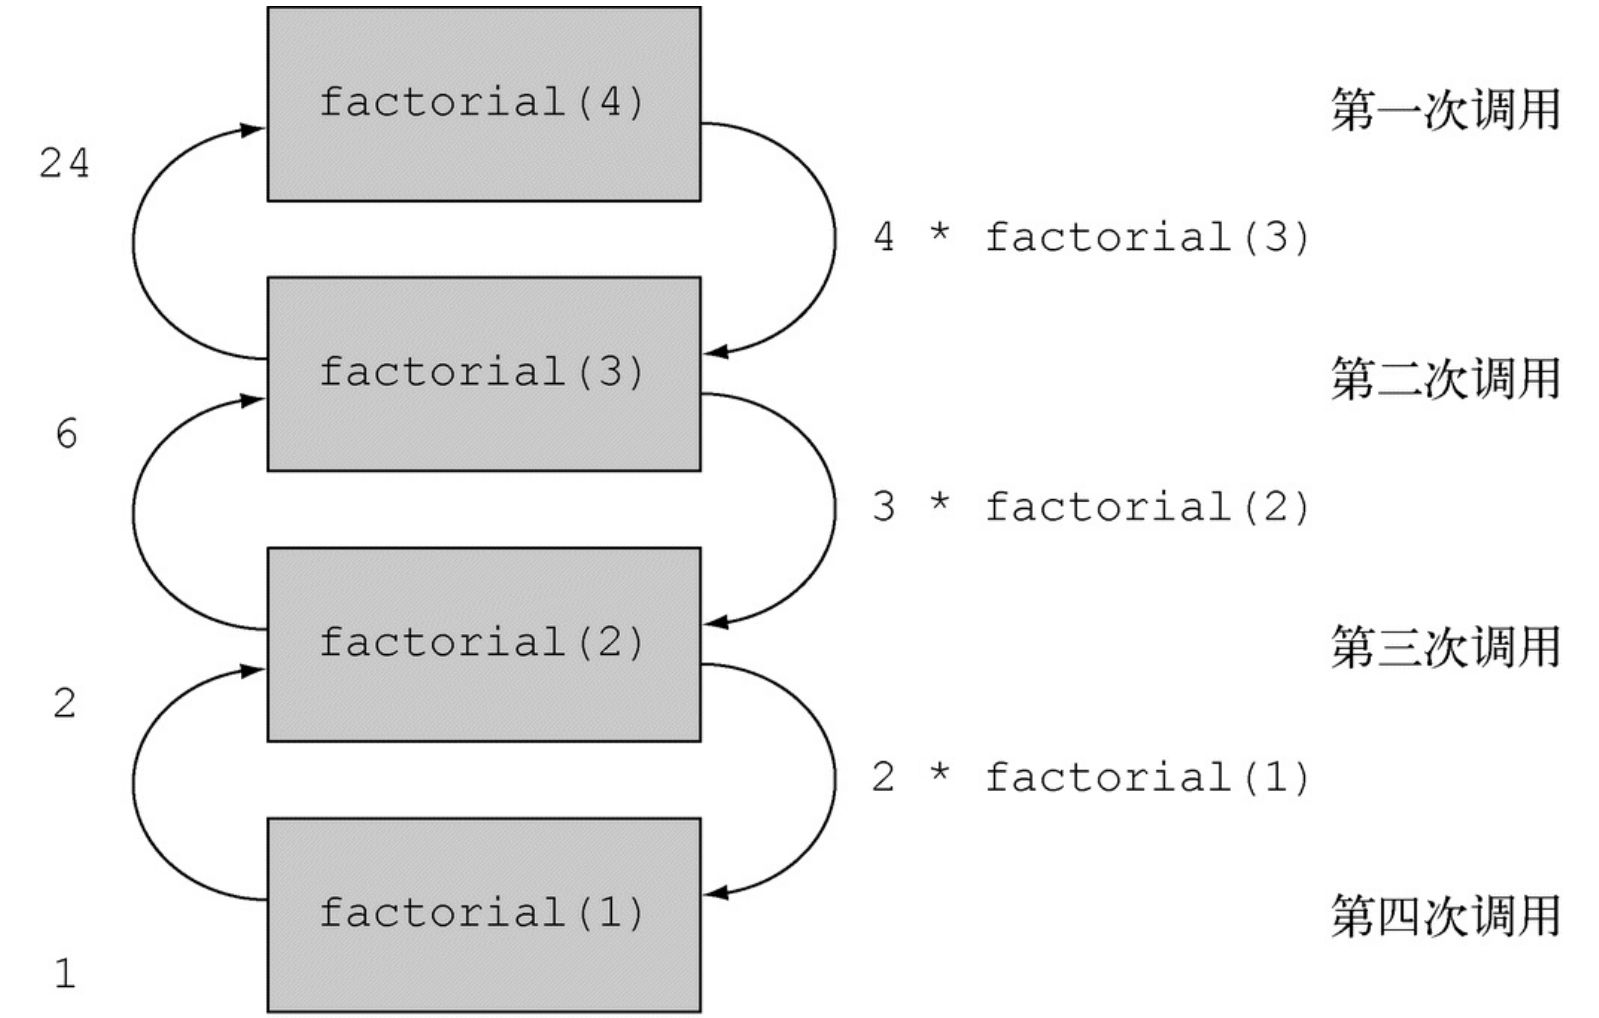 factorial(4)
第一次调用
24
4 * factorial(3)
factorial(3)
第二次调用
6
3 * factorial(2)
factorial(2)
第三次调用
2
2 * factorial(1)
factorial(1)
第四次调用
1